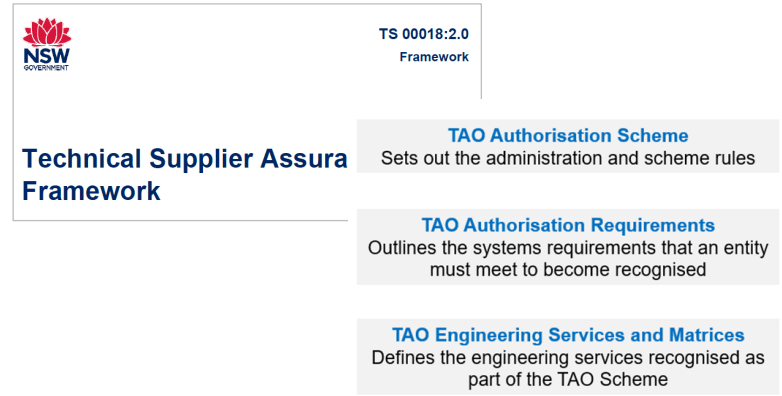 NSW
GOVERNMENT
TS 00018:2.0
Framework
Technical Supplier Assura
Framework
TAO Authorisation Scheme
Sets out the administration and scheme rules
TAO Authorisation Requirements
Outlines the systems requirements that an entity
must meet to become recognised
TAO Engineering Services and Matrices
Defines the engineering services recognised as
part of the TAO Scheme